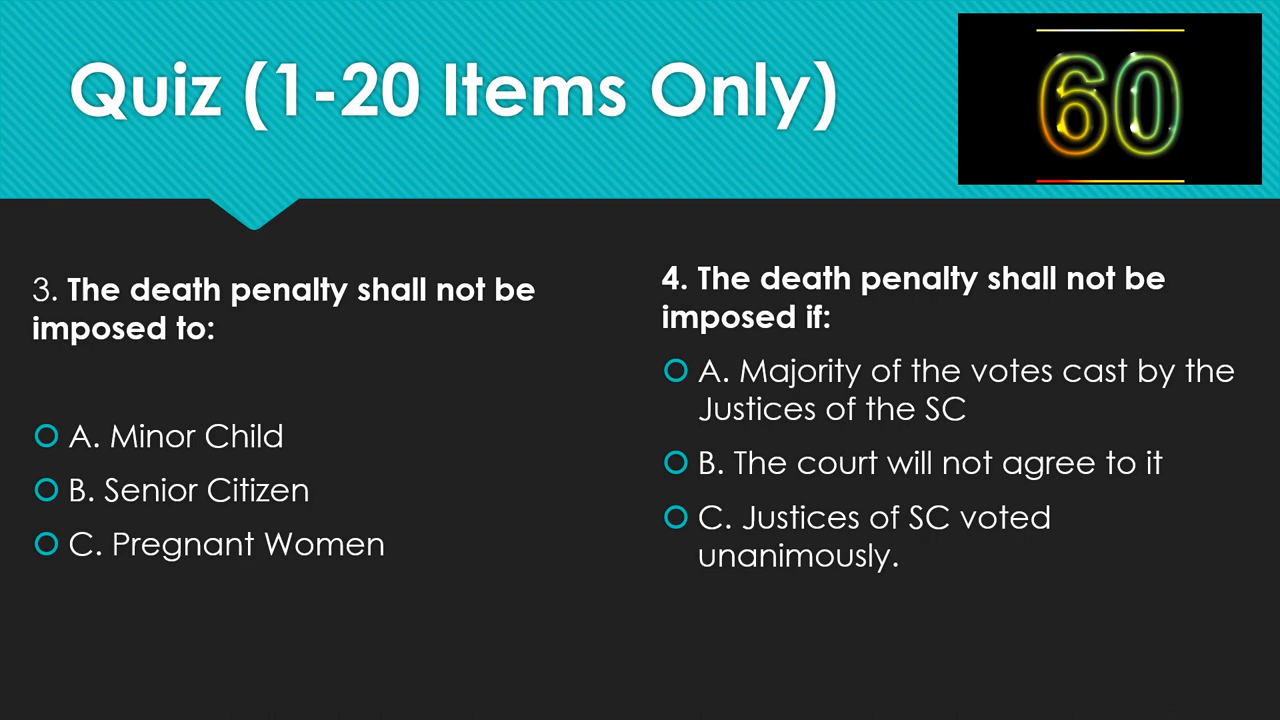 Quiz (1-20 Items Only)
60
3. The death penalty shall not be
imposed to:
A. Minor Child
B. Senior Citizen
C. Pregnant Women
4. The death penalty shall not be
imposed if:
A. Majority of the votes cast by the
Justices of the SC
B. The court will not agree to it
C. Justices of SC voted
unanimously.